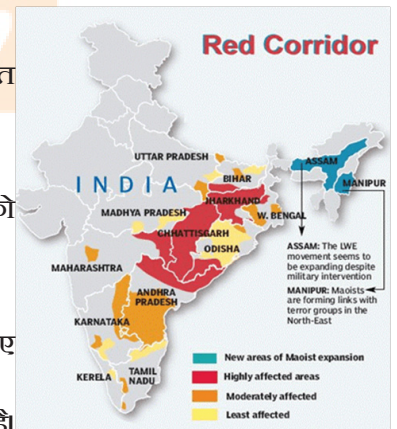 त
को
ए
है।
Red Corridor
UTTAR PRADESH
BIHAR
ASSAM
MANIPUR
INDIA
JHARKHAND
MADHYA PRADESH
W. BENGAL
CHHATTISGARH
ODISHA
MAHARASHTRA
ANDHRA
PRADESH
KARNATAKA
KERELA
TAMIL
NADU
ASSAM: The LWE
movement seems to
be expanding despite
military intervention
MANIPUR: Maoists
are forming links with
terror groups in the
North-East
New areas of Maoist expansion
Highly affected areas
Moderately affected
Least affected